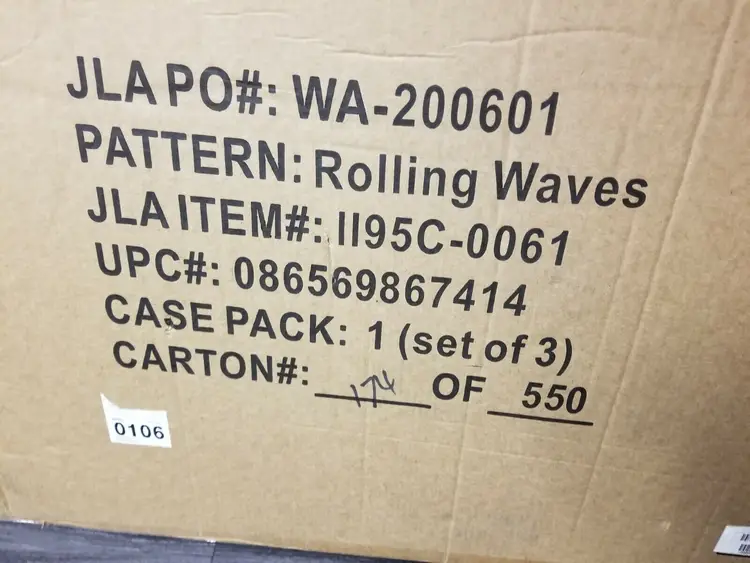 JLA PO#: WA-200601
PATTERN: Rolling Waves
JLA ITEM#: II95C-0061
UPC#: 086569867414
CASE PACK: 1 (set of 3)
CARTON#: 174 OF 550
0106